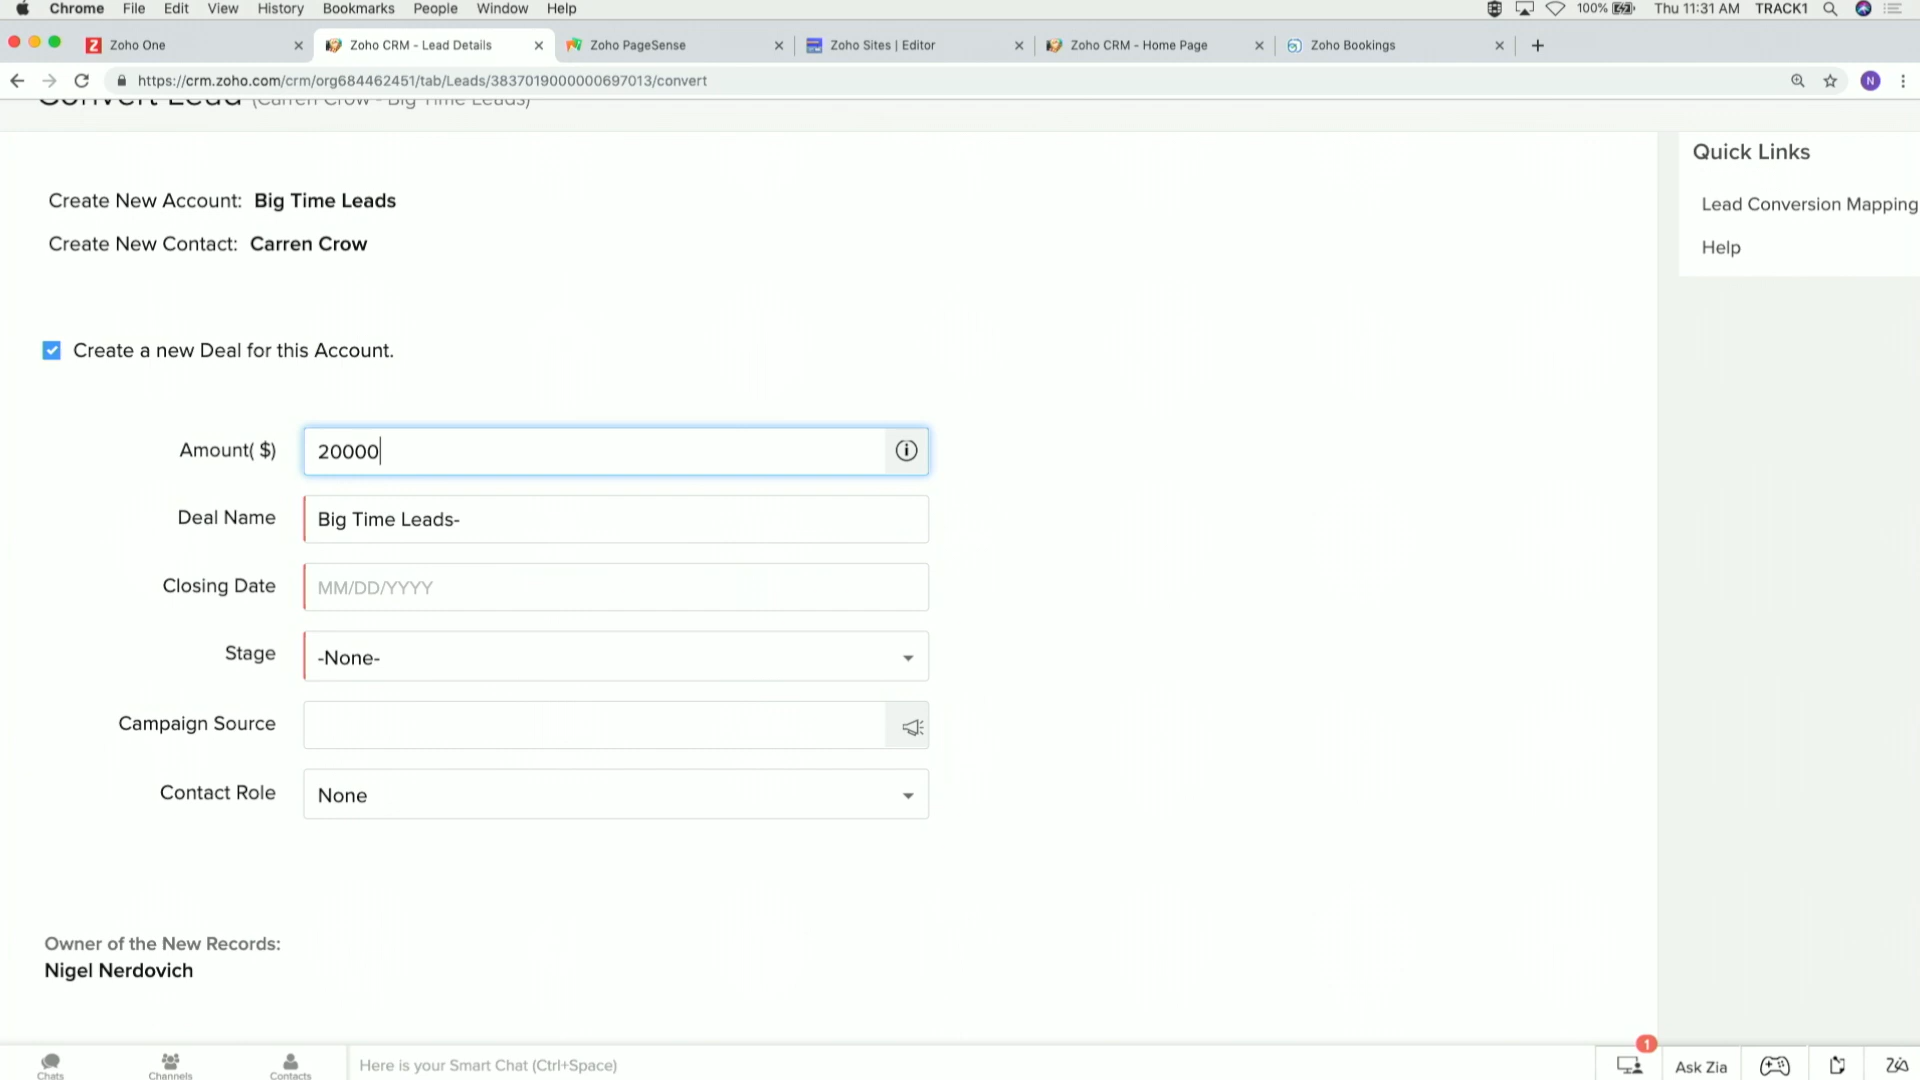 Chrome File Edit View History Bookmarks People Window Help 100% Thu 11:31 AM TRACK1
Zoho One Zoho CRM - Lead Details Zoho PageSense Zoho Sites | Editor Zoho CRM - Home Page Zoho Bookings
https://crm.zoho.com/crm/org684462451/tab/Leads/3837019000000697013/convert N
Convert Lead (Carren Crow - Big Time Leads)
Quick Links
Create New Account: Big Time Leads
Lead Conversion Mapping
Create New Contact: Carren Crow
Help
Create a new Deal for this Account.
Amount( $) 20000
Deal Name Big Time Leads-
Closing Date MM/DD/YYYY
Stage -None-
Campaign Source
Contact Role None
Owner of the New Records:
Nigel Nerdovich
1
Chats Channels Contacts Here is your Smart Chat (Ctrl+Space) Ask Zia